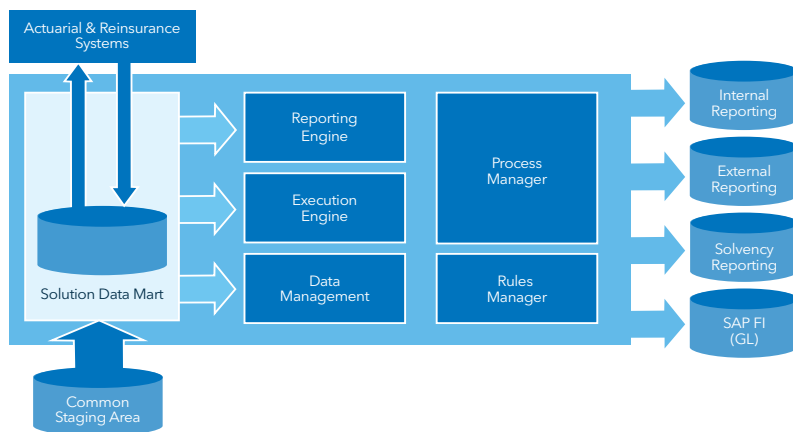 Actuarial & Reinsurance
Systems
Solution Data Mart
Common
Staging Area
Reporting
Engine
Execution
Engine
Data
Management
Process
Manager
Rules
Manager
Internal
Reporting
External
Reporting
Solvency
Reporting
SAP FI
(GL)